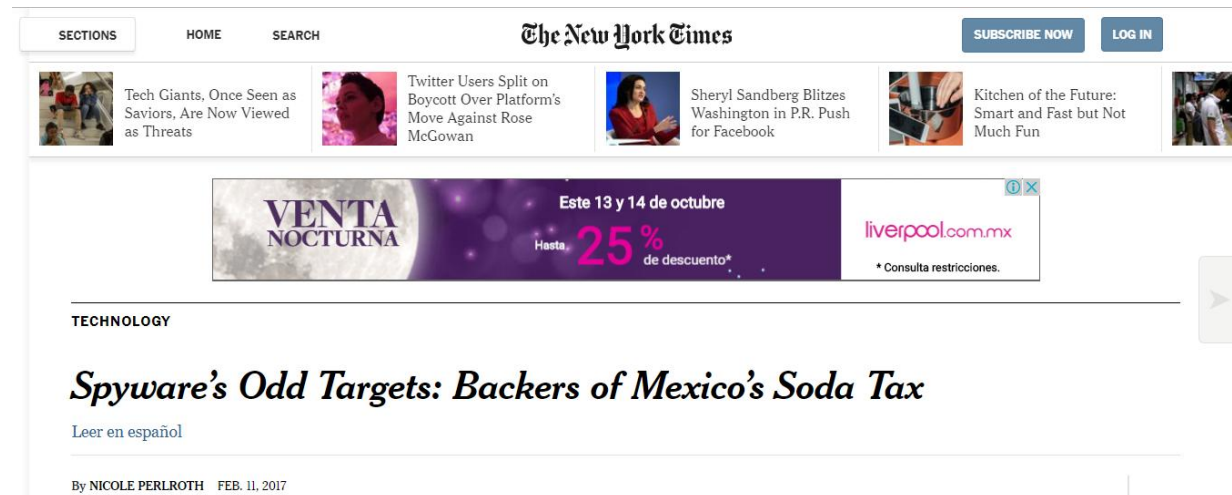 SECTIONS HOME SEARCH The New York Times SUBSCRIBE NOW LOG IN
Tech Giants, Once Seen as
Saviors, Are Now Viewed
as Threats
Twitter Users Split on
Boycott Over Platform's
Move Against Rose
McGowan
Sheryl Sandberg Blitzes
Washington in P.R. Push
for Facebook
Kitchen of the Future:
Smart and Fast but Not
Much Fun
VENTA
NOCTURNA
Este 13 y 14 de octubre
Hasta 25%
de descuento*
liverpool.com.mx
* Consulta restricciones.
TECHNOLOGY
Spyware's Odd Targets: Backers of Mexico's Soda Tax
Leer en español
By NICOLE PERLROTH FEB. 11, 2017